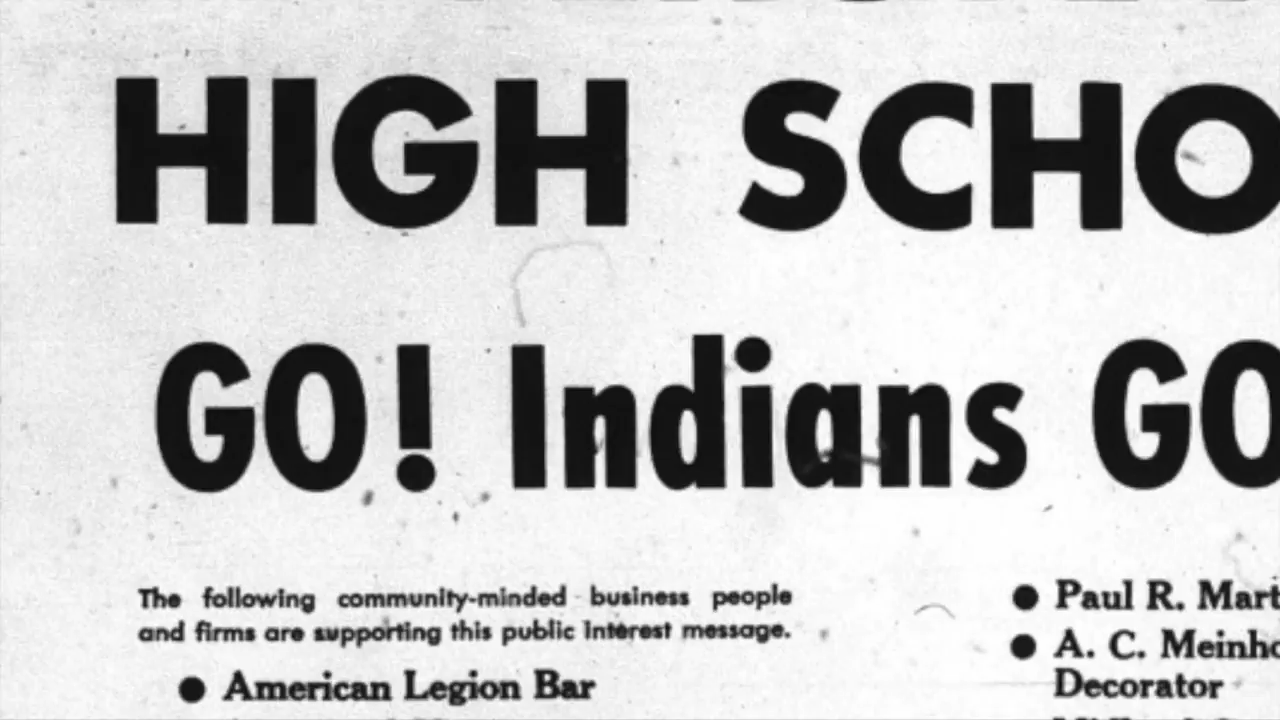 HIGH SCHO
GO! Indians GO
The following community-minded business people
and firms are supporting this public interest message.
● American Legion Bar
● Paul R. Mart
● A. C. Meinho
Decorator